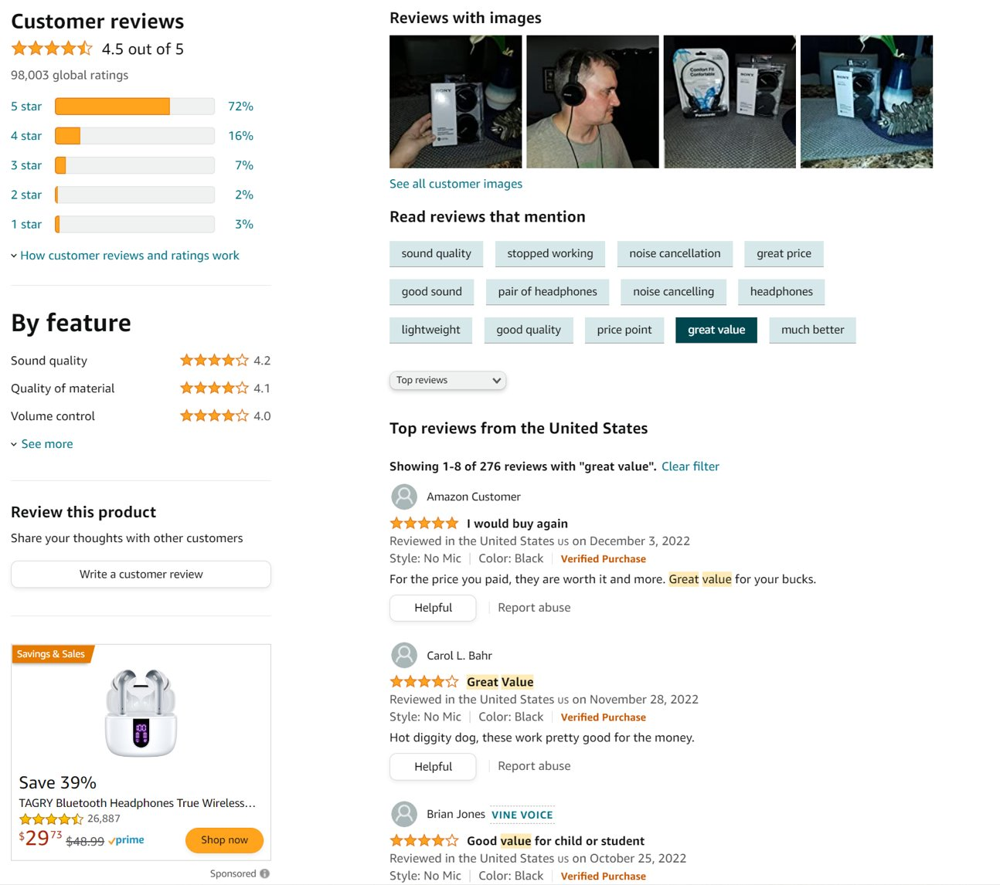 Customer reviews
4.5 out of 5
98,003 global ratings
5 star 72%
4 star 16%
3 star 7%
2 star 2%
1 star 3%
How customer reviews and ratings work
By feature
Sound quality 4.2
Quality of material 4.1
Volume control 4.0
See more
Review this product
Share your thoughts with other customers
Write a customer review
Savings & Sales
100
Save 39%
TAGRY Bluetooth Headphones True Wireless…
26,887
$29.73 $48.99 prime
Shop now
Sponsored
Reviews with images
SONY
Comfort Fit
Comfortable
Panasonic
SONY
SONY
See all customer images
Read reviews that mention
sound quality stopped working noise cancellation great price
good sound pair of headphones noise cancelling headphones
lightweight good quality price point great value much better
Top reviews
Top reviews from the United States
Showing 1-8 of 276 reviews with "great value". Clear filter
Amazon Customer
I would buy again
Reviewed in the United States us on December 3, 2022
Style: No Mic | Color: Black | Verified Purchase
For the price you paid, they are worth it and more. Great value for your bucks.
Helpful | Report abuse
Carol L. Bahr
Great Value
Reviewed in the United States us on November 28, 2022
Style: No Mic | Color: Black | Verified Purchase
Hot diggity dog, these work pretty good for the money.
Helpful | Report abuse
Brian Jones VINE VOICE
Good value for child or student
Reviewed in the United States us on October 25, 2022
Style: No Mic | Color: Black | Verified Purchase